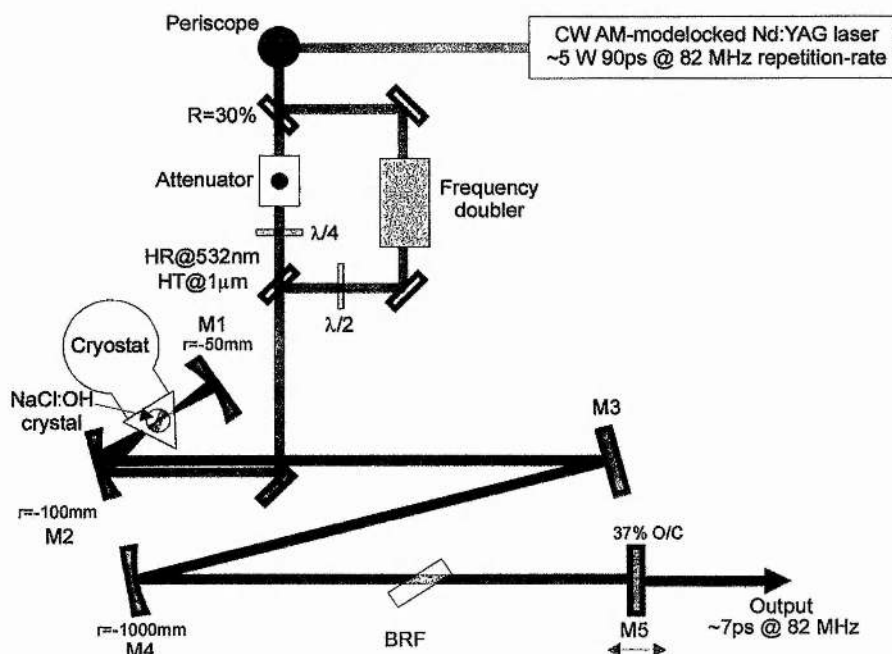 Periscope
CW AM-modelocked Nd:YAG laser
~5 W 90ps @ 82 MHz repetition-rate
R=30%
Attenuator
Frequency
doubler
λ/4
HR@532nm
HT@1μm
λ/2
M1
r=-50mm
Cryostat
NaCl:OH
crystal
M3
r=-100mm
M2
37% O/C
Output
~7ps @ 82 MHz
BRF
M5
r=-1000mm
M4